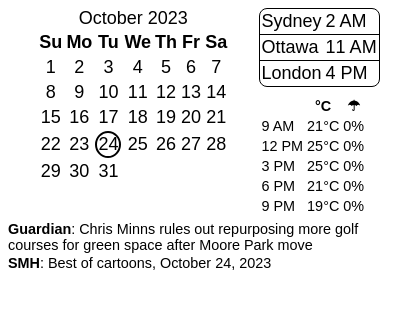 October 2023
Su Mo Tu We Th Fr Sa
1 2 3 4 5 6 7
8 9 10 11 12 13 14
15 16 17 18 19 20 21
22 23 24 25 26 27 28
29 30 31
Sydney 2 AM
Ottawa 11 AM
London 4 PM
°C ☂
9 AM 21°C 0%
12 PM 25°C 0%
3 PM 25°C 0%
6 PM 21°C 0%
9 PM 19°C 0%
Guardian: Chris Minns rules out repurposing more golf
courses for green space after Moore Park move
SMH: Best of cartoons, October 24, 2023